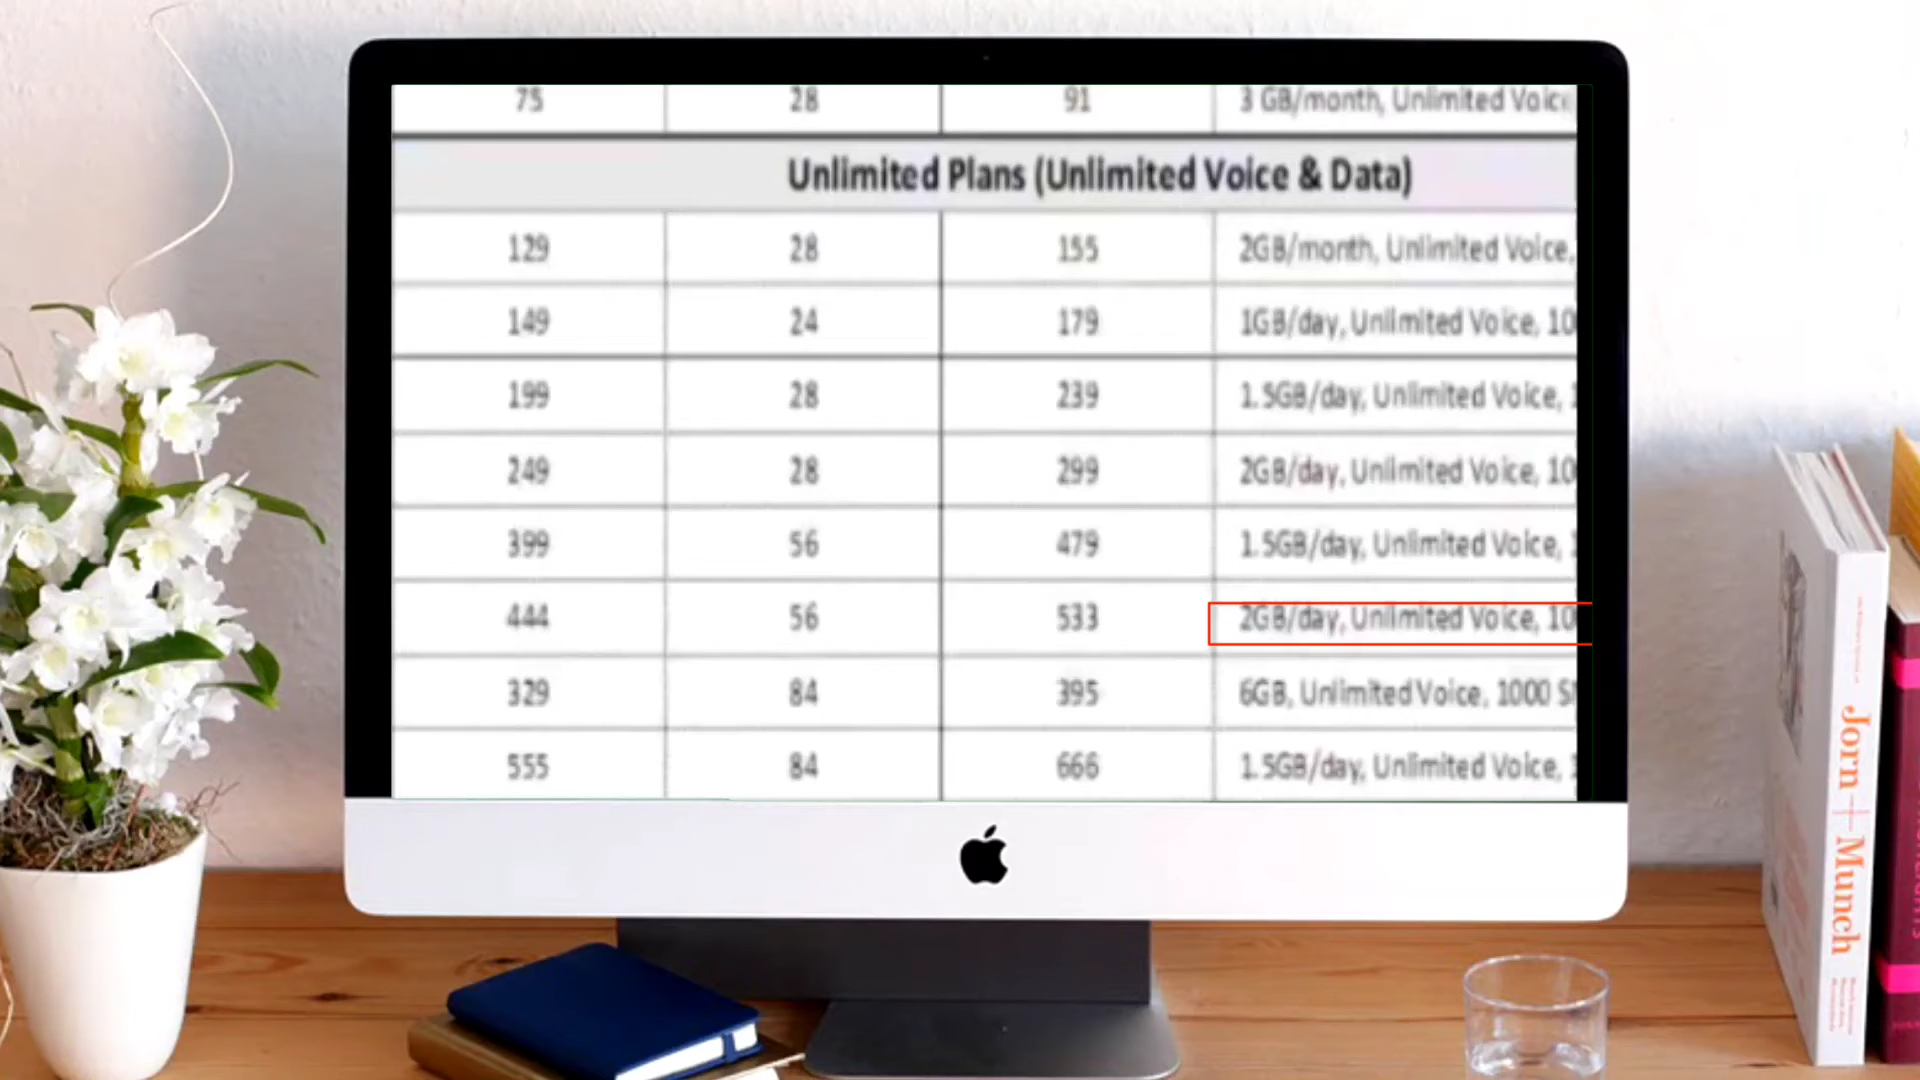 75 28 91 3 GB/month, Unlimited Voice
Unlimited Plans (Unlimited Voice & Data)
129 28 155 2GB/month, Unlimited Voice,
149 24 179 1GB/day, Unlimited Voice, 10
199 28 239 1.5GB/day, Unlimited Voice, 1
249 28 299 2GB/day, Unlimited Voice, 10
399 56 479 1.5GB/day, Unlimited Voice, 1
444 56 533 2GB/day, Unlimited Voice, 10
329 84 395 6GB, Unlimited Voice, 1000 S
555 84 666 1.5GB/day, Unlimited Voice, 1
Jorn + Munch